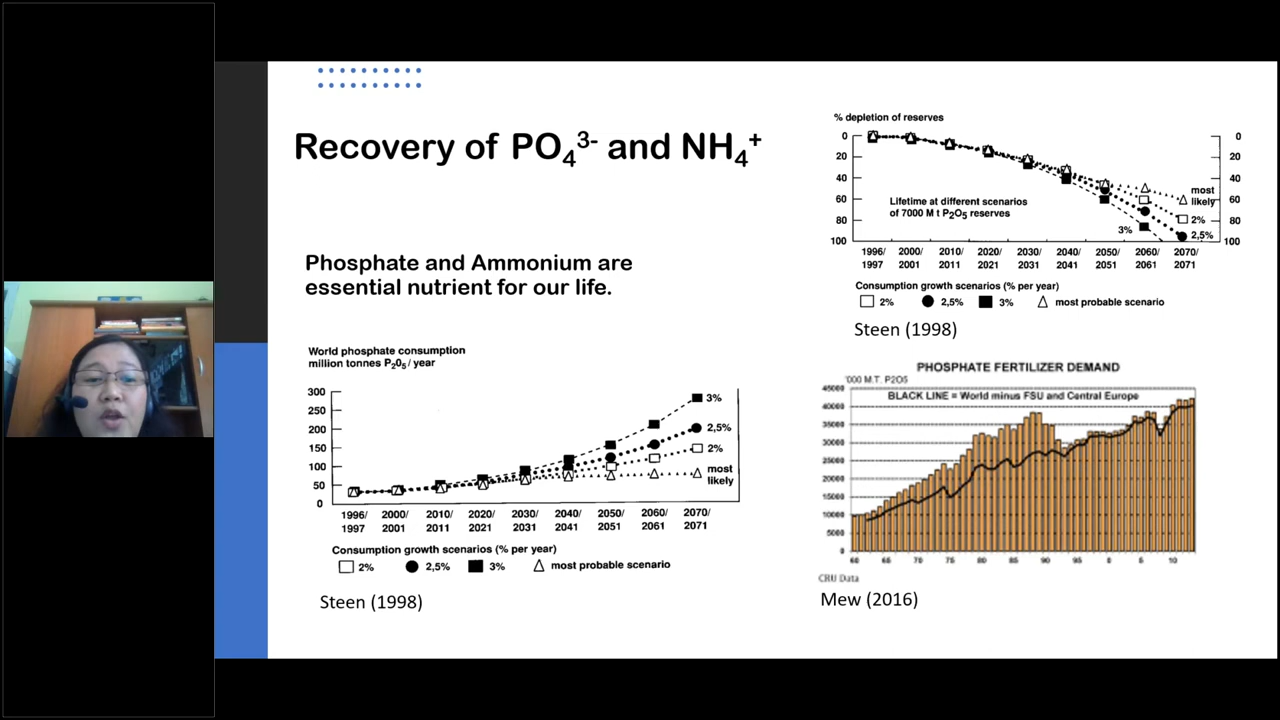 Recovery of PO₄³⁻ and NH₄⁺
Phosphate and Ammonium are
essential nutrient for our life.
World phosphate consumption
million tonnes P₂O₅ / year
300
250
200
150
100
50
0
3%
2,5%
2%
most
likely
1996/ 2000/ 2010/ 2020/ 2030/ 2040/ 2050/ 2060/ 2070/
1997 2001 2011 2021 2031 2041 2051 2061 2071
Consumption growth scenarios (% per year)
2% 2,5% 3% most probable scenario
Steen (1998)
% depletion of reserves
0 0
20 20
40 40
60 60
80 80
100 100
Lifetime at different scenarios
of 7000 M t P₂O₅ reserves
most
likely
2%
3%
2,5%
1996/ 2000/ 2010/ 2020/ 2030/ 2040/ 2050/ 2060/ 2070/
1997 2001 2011 2021 2031 2041 2051 2061 2071
Consumption growth scenarios (% per year)
2% 2,5% 3% most probable scenario
Steen (1998)
PHOSPHATE FERTILIZER DEMAND
'000 M.T. P2O5
BLACK LINE = World minus FSU and Central Europe
45000
40000
35000
30000
25000
20000
15000
10000
5000
0
60 65 70 75 80 85 90 95 0 5 10
CRU Data
Mew (2016)